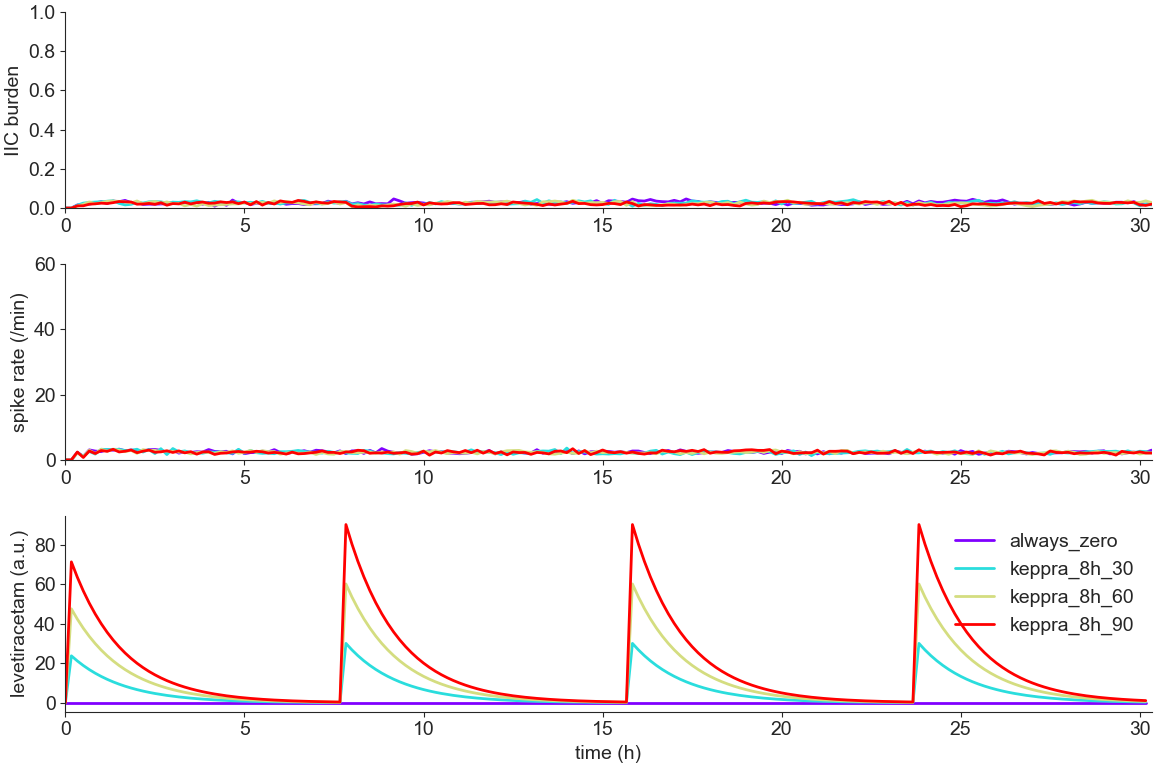 IIC burden
1.0
0.8
0.6
0.4
0.2
0.0
0 5 10 15 20 25 30
spike rate (/min)
60
40
20
0
0 5 10 15 20 25 30
levetiracetam (a.u.)
80
60
40
20
0
always_zero
keppra_8h_30
keppra_8h_60
keppra_8h_90
0 5 10 15 20 25 30
time (h)